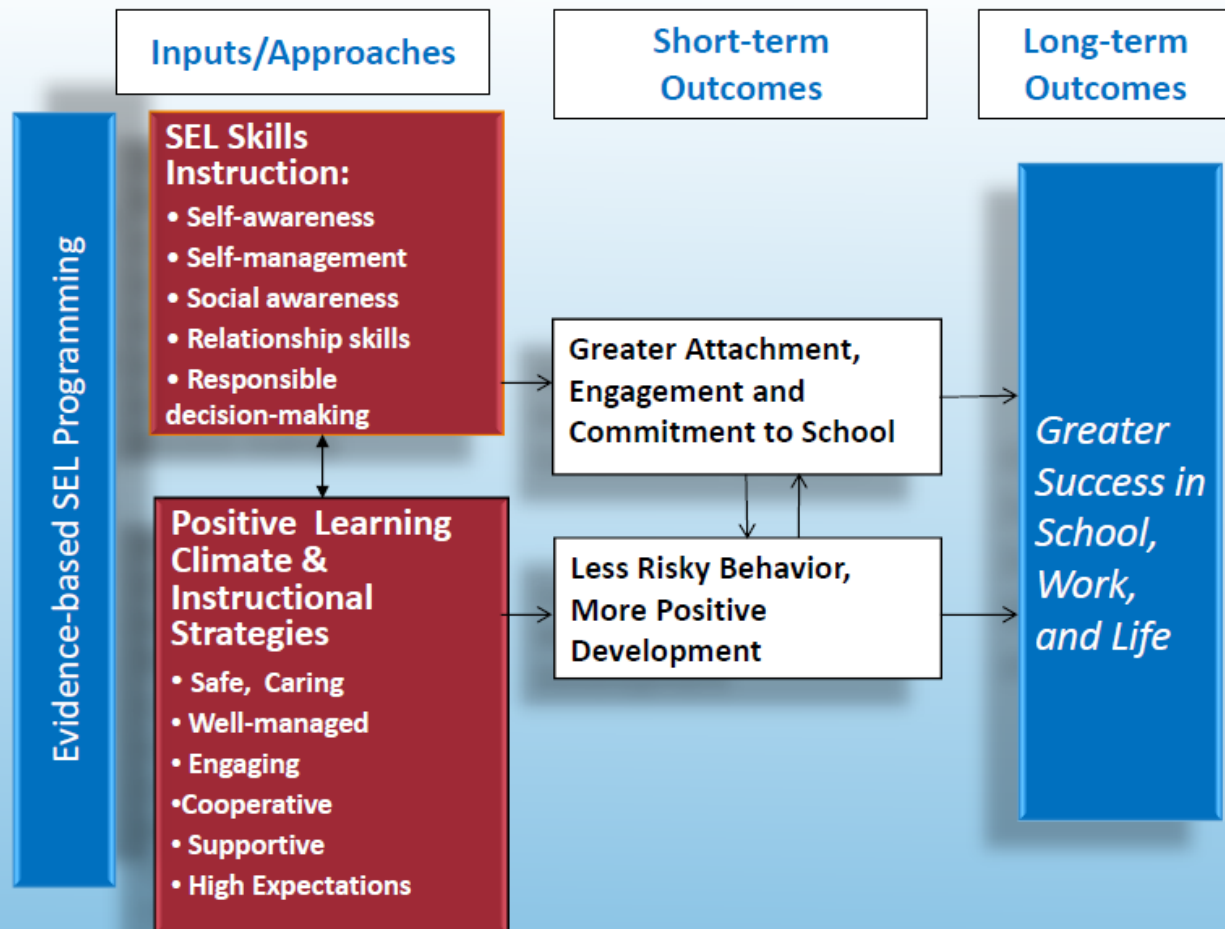 Inputs/Approaches
Short-term
Outcomes
Long-term
Outcomes
Evidence-based SEL Programming
SEL Skills
Instruction:
• Self-awareness
• Self-management
• Social awareness
• Relationship skills
• Responsible
decision-making
Positive Learning
Climate &
Instructional
Strategies
• Safe, Caring
• Well-managed
• Engaging
•Cooperative
• Supportive
• High Expectations
Greater Attachment,
Engagement and
Commitment to School
Less Risky Behavior,
More Positive
Development
Greater
Success in
School,
Work,
and Life